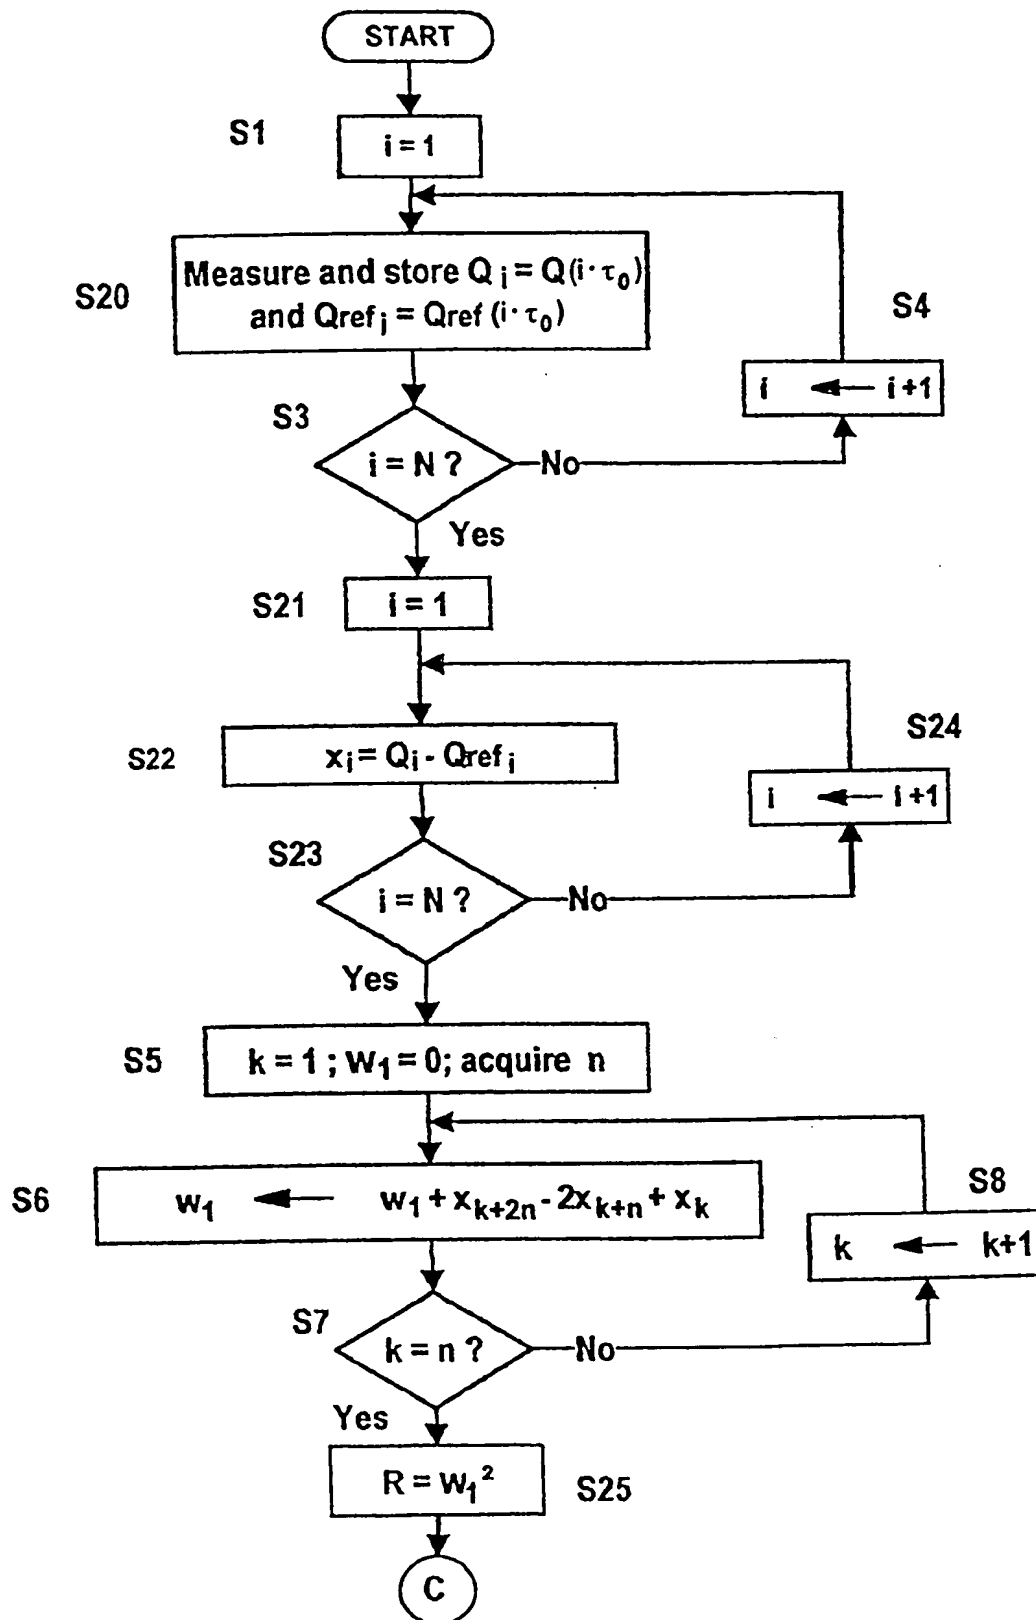 START
S1
i = 1
S20
Measure and store Q i = Q (i · τ0)
and Qref i = Qref (i · τ0)
S4
i ← i+1
S3
i = N ?
No
Yes
S21
i = 1
S22
xi = Qi - Qref i
S24
i ← i+1
S23
i = N ?
No
Yes
S5
k = 1 ; W1 = 0; acquire n
S6
w1 ← w1 + xk+2n - 2xk+n + xk
S8
k ← k+1
S7
k = n ?
No
Yes
R = W1²
S25
C